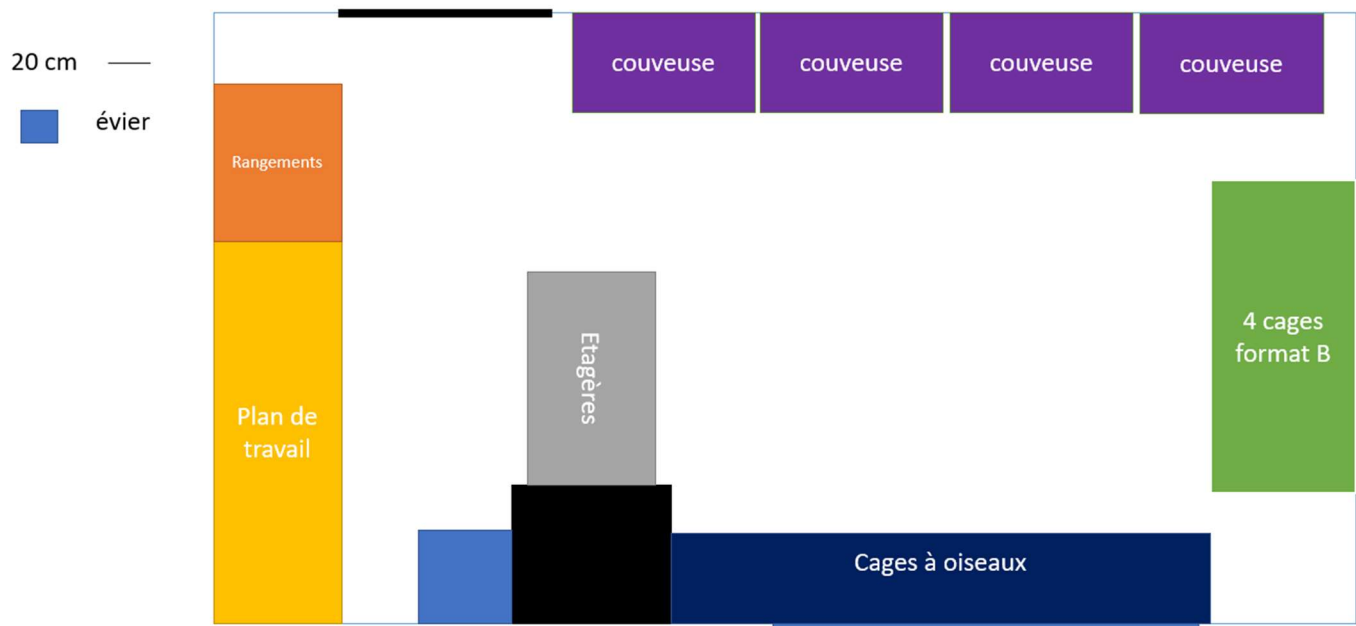 20 cm
évier
couveuse
couveuse
couveuse
couveuse
Rangements
Etagères
4 cages
format B
Plan de
travail
Cages à oiseaux